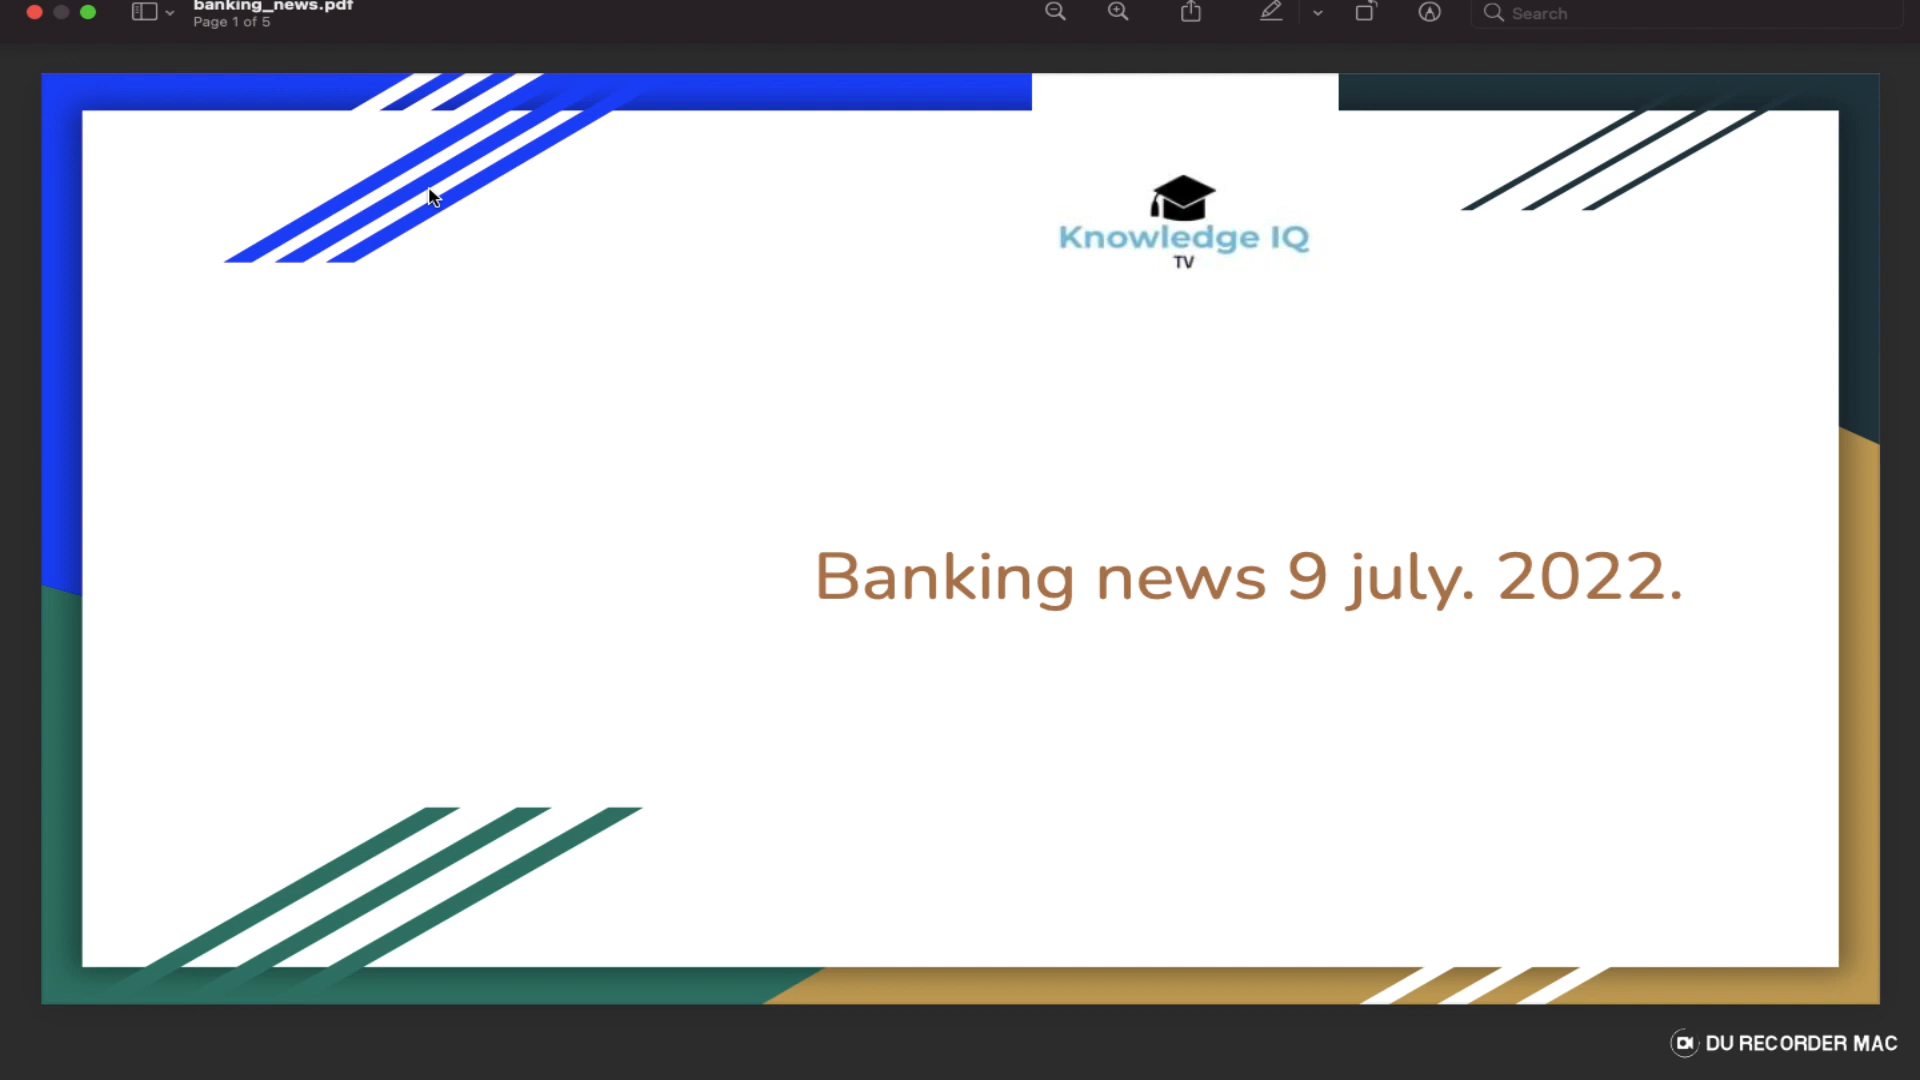 banking_news.pdf
Page 1 of 5
Search
Knowledge IQ
TV
Banking news 9 july. 2022.
DU RECORDER MAC